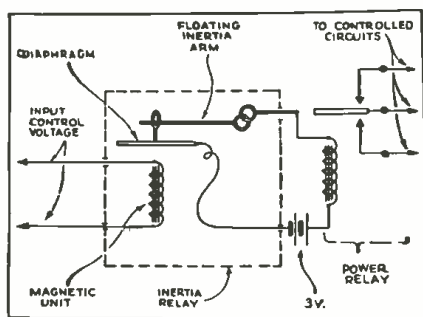 FLOATING
INERTIA
ARM
TO CONTROLLED
CIRCUITS
DIAPHRAGM
INPUT
CONTROL
VOLTAGE
MAGNETIC
UNIT
INERTIA
RELAY
3V.
POWER
RELAY